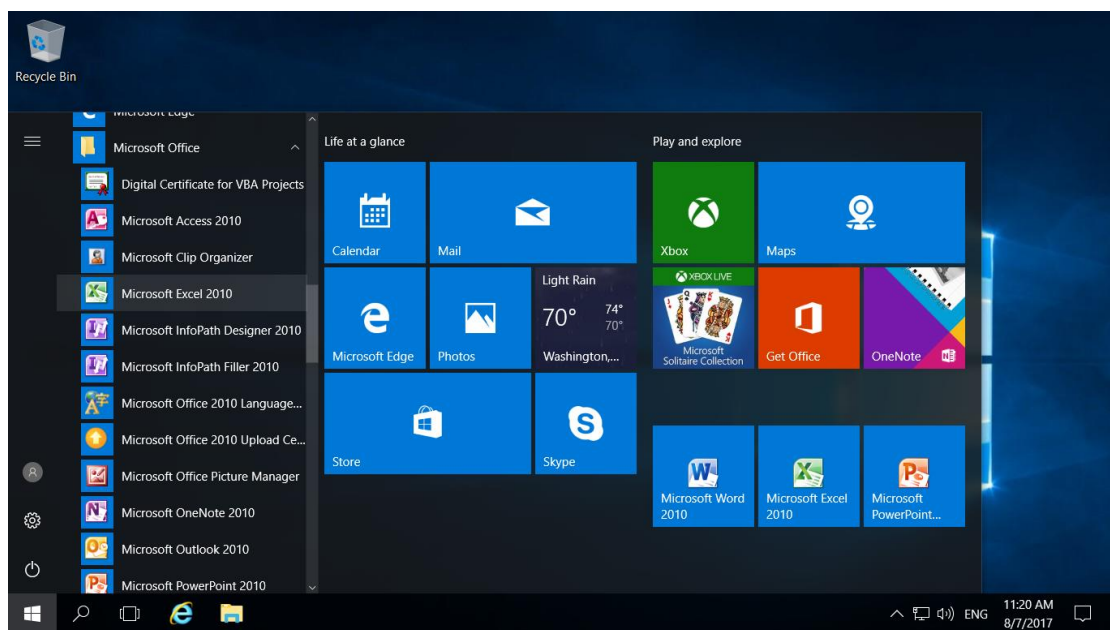 Recycle Bin
Microsoft Edge
Microsoft Office
Digital Certificate for VBA Projects
Microsoft Access 2010
Microsoft Clip Organizer
Microsoft Excel 2010
Microsoft InfoPath Designer 2010
Microsoft InfoPath Filler 2010
Microsoft Office 2010 Language...
Microsoft Office 2010 Upload Ce...
Microsoft Office Picture Manager
Microsoft OneNote 2010
Microsoft Outlook 2010
Microsoft PowerPoint 2010
Life at a glance
Calendar
Mail
Microsoft Edge
Photos
Light Rain
70° 74°
70°
Washington,...
Store
Skype
Play and explore
Xbox
Maps
XBOX LIVE
Microsoft
Solitaire Collection
Get Office
OneNote
Microsoft Word
2010
Microsoft Excel
2010
Microsoft
PowerPoint...
ENG
11:20 AM
8/7/2017